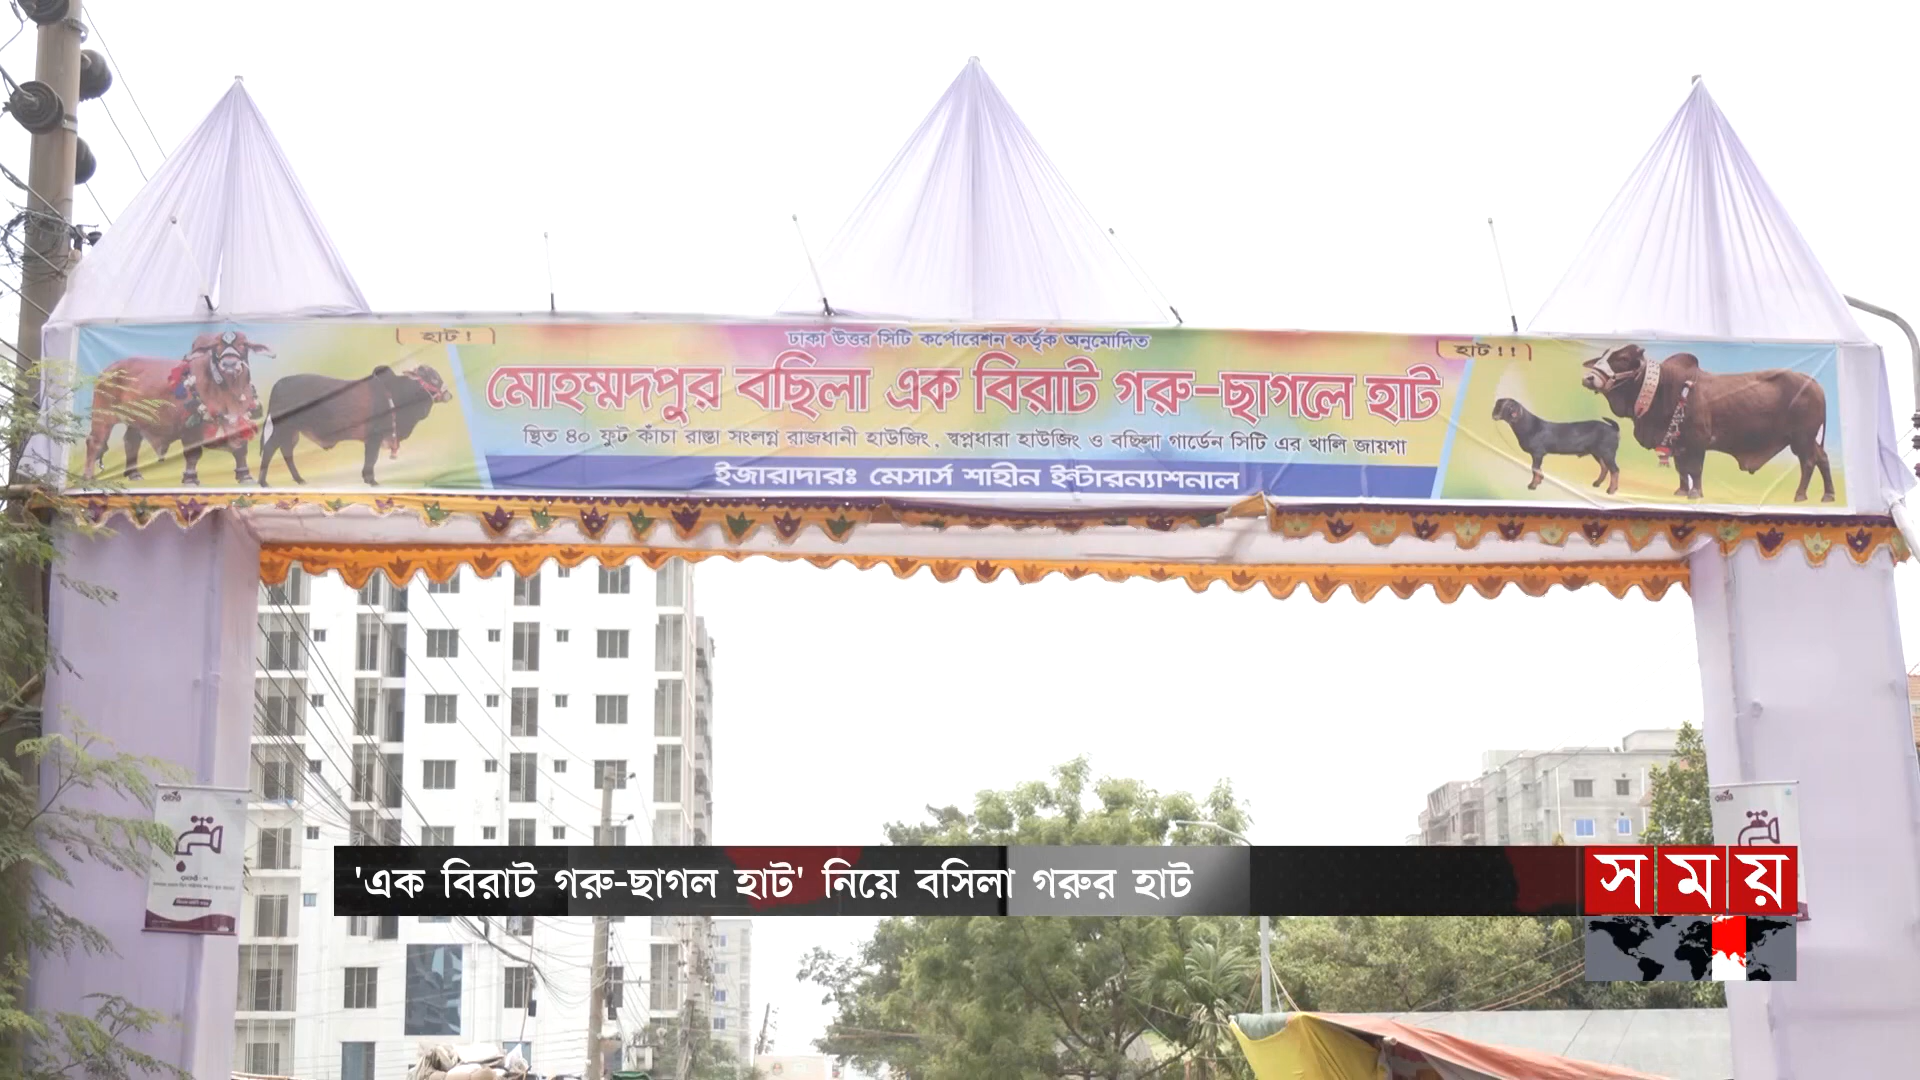 হাট !
ঢাকা উত্তর সিটি কর্পোরেশন কর্তৃক অনুমোদিত
হাট !!
মোহম্মদপুর বছিলা এক বিরাট গরু-ছাগলে হাট
স্থিত ৪০ ফুট কাঁচা রাস্তা সংলগ্ন রাজধানী হাউজিং, স্বপ্নধারা হাউজিং ও বছিলা গার্ডেন সিটি এর খালি জায়গা
ইজারাদারঃ মেসার্স শাহীন ইন্টারন্যাশনাল
'এক বিরাট গরু-ছাগল হাট' নিয়ে বসিলা গরুর হাট
সময়